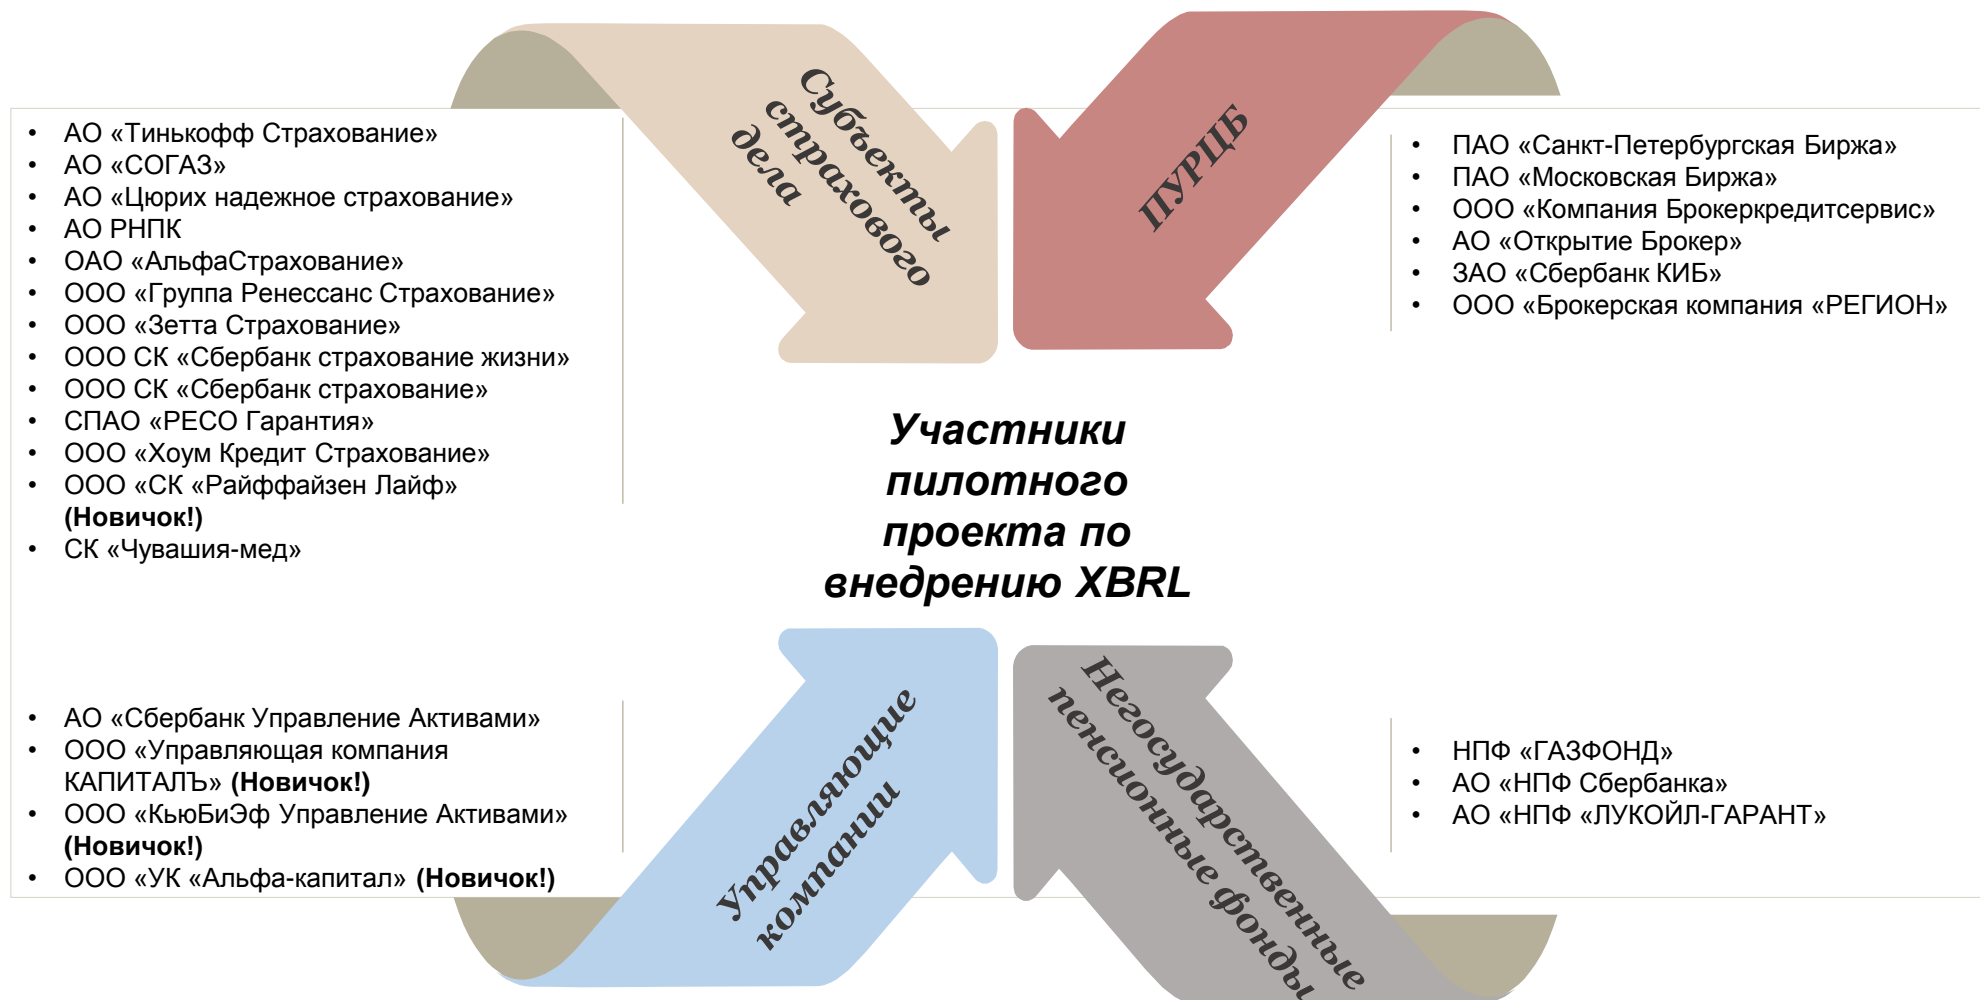 Субъекты
страхового
дела
ПУРЦБ
• АО «Тинькофф Страхование»
• АО «СОГАЗ»
• АО «Цюрих надежное страхование»
• АО РНПК
• ОАО «АльфаСтрахование»
• ООО «Группа Ренессанс Страхование»
• ООО «Зетта Страхование»
• ООО СК «Сбербанк страхование жизни»
• ООО СК «Сбербанк страхование»
• СПАО «РЕСО Гарантия»
• ООО «Хоум Кредит Страхование»
• ООО «СК «Райффайзен Лайф»
(Новичок!)
• СК «Чувашия-мед»
• ПАО «Санкт-Петербургская Биржа»
• ПАО «Московская Биржа»
• ООО «Компания Брокеркредитсервис»
• АО «Открытие Брокер»
• ЗАО «Сбербанк КИБ»
• ООО «Брокерская компания «РЕГИОН»
Участники
пилотного
проекта по
внедрению XBRL
• АО «Сбербанк Управление Активами»
• ООО «Управляющая компания
КАПИТАЛЪ» (Новичок!)
• ООО «КьюБиЭф Управление Активами»
(Новичок!)
• ООО «УК «Альфа-капитал» (Новичок!)
Управляющие
компании
Негосударственные
пенсионные фонды
• НПФ «ГАЗФОНД»
• АО «НПФ Сбербанка»
• АО «НПФ «ЛУКОЙЛ-ГАРАНТ»